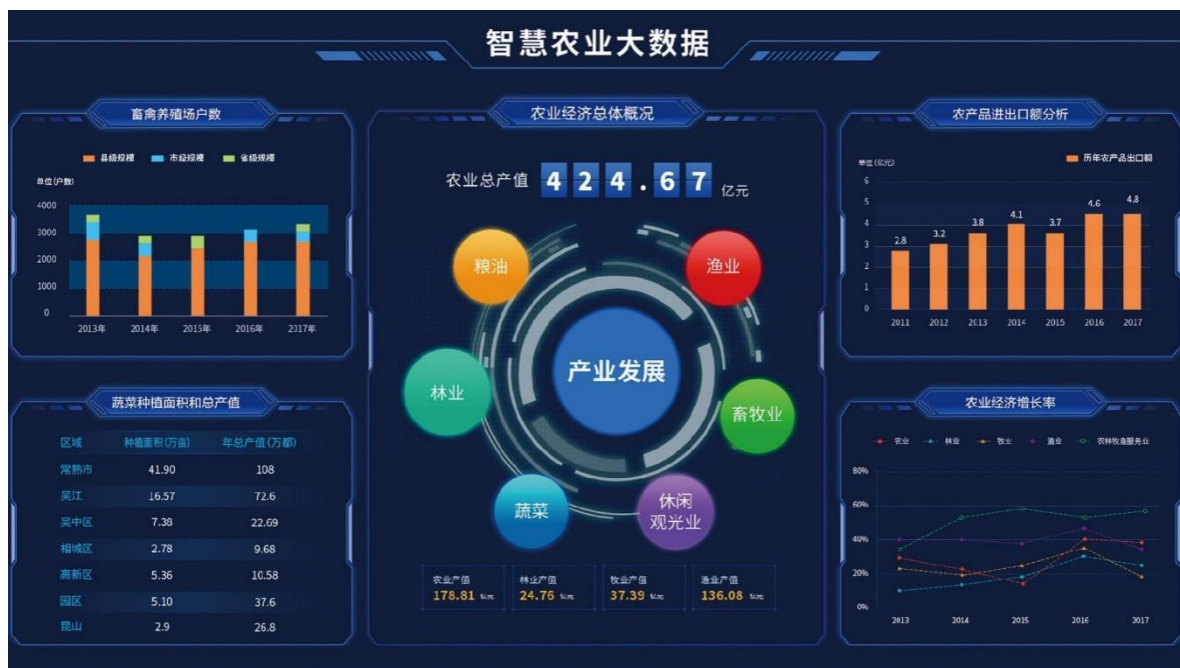 智慧农业大数据
畜禽养殖场户数
县级规模 市级规模 省级规模
单位(户数)
4000
3000
2000
1000
0
2013年 2014年 2015年 2016年 2017年
蔬菜种植面积和总产值
区域 种植面积(万亩) 年总产值(万都)
常熟市 41.90 108
吴江 16.57 72.6
吴中区 7.38 22.69
相城区 2.78 9.68
高新区 5.36 10.58
园区 5.10 37.6
昆山 2.9 26.8
农业经济总体概况
农业总产值 424.67 亿元
粮油
渔业
林业
产业发展
畜牧业
蔬菜
休闲
观光业
农业产值 林业产值 牧业产值 渔业产值
178.81 亿元 24.76 亿元 37.39 亿元 136.08 亿元
农产品进出口额分析
单位(亿元) 历年农产品出口额
6
5
4
3
2
1
0
2.8 3.2 3.8 4.1 3.7 4.6 4.8
2011 2012 2013 2014 2015 2016 2017
农业经济增长率
农业 林业 牧业 渔业 农林牧渔服务业
80%
60%
40%
20%
0%
2013 2014 2015 2016 2017